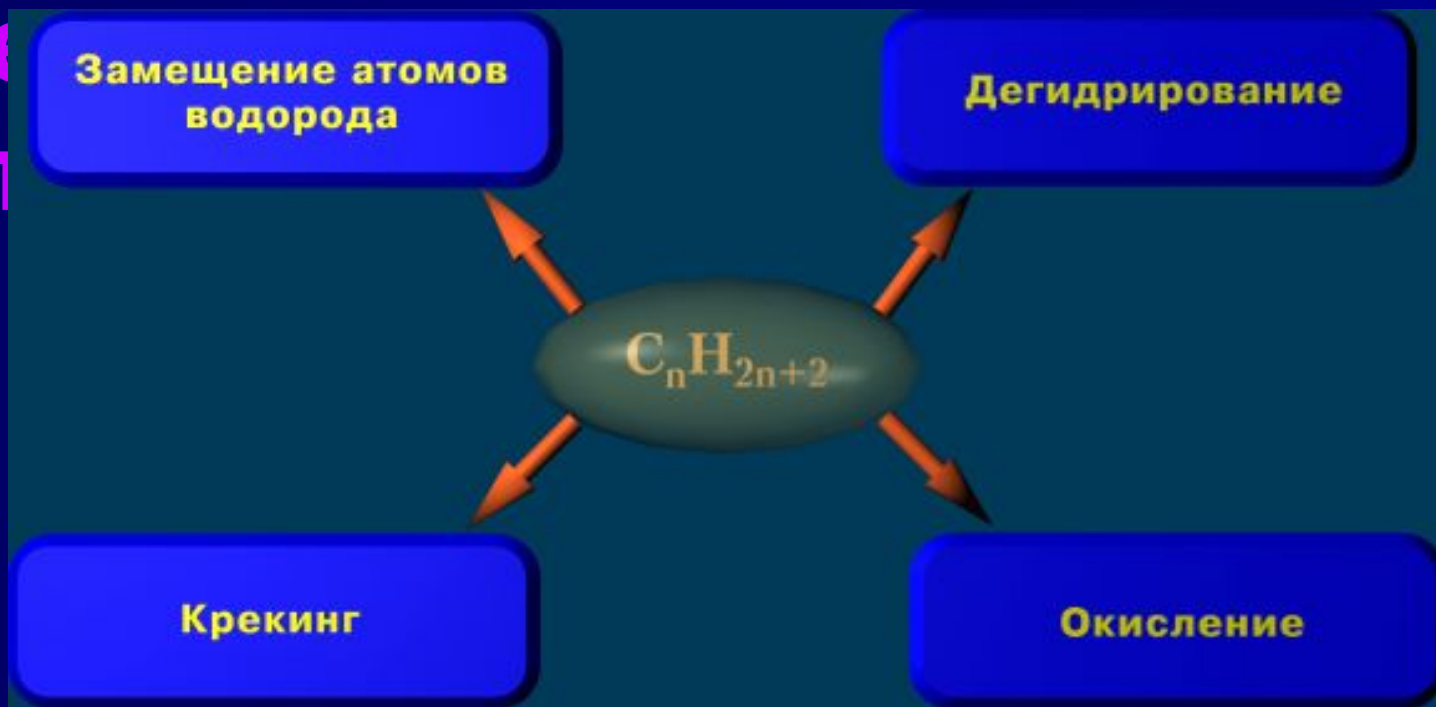 Замещение атомов
водорода
Дегидрирование
CₙH₂ₙ₊₂
Крекинг
Окисление